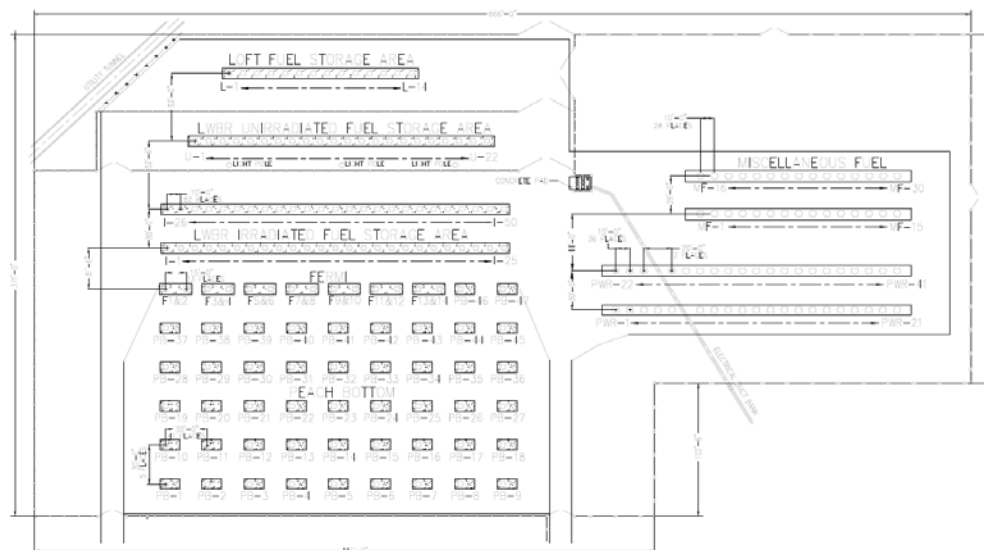 LOFT FUEL STORAGE AREA
UTILITY TUNNEL
L-1 L-14
LWBR UNIRRADIATED FUEL STORAGE AREA
U-1 U-22
LIGHT POLE LIGHT POLE LIGHT POLE
CONCRETE PAD
MISCELLANEOUS FUEL
MF-16 MF-30
MF-1 MF-15
I-26 I-50
LWBR IRRADIATED FUEL STORAGE AREA
I-1 I-25
PWR-22 PWR-41
PWR-1 PWR-21
FERMI
F1&2 F3&4 F5&6 F7&8 F9&10 F11&12 F13&14 PB-46 PB-47
PB-37 PB-38 PB-39 PB-40 PB-41 PB-42 PB-43 PB-44 PB-45
PB-28 PB-29 PB-30 PB-31 PB-32 PB-33 PB-34 PB-35 PB-36
PEACH BOTTOM
PB-19 PB-20 PB-21 PB-22 PB-23 PB-24 PB-25 PB-26 PB-27
PB-10 PB-11 PB-12 PB-13 PB-14 PB-15 PB-16 PB-17 PB-18
PB-1 PB-2 PB-3 PB-4 PB-5 PB-6 PB-7 PB-8 PB-9
ELECTRICAL DUCT BANK